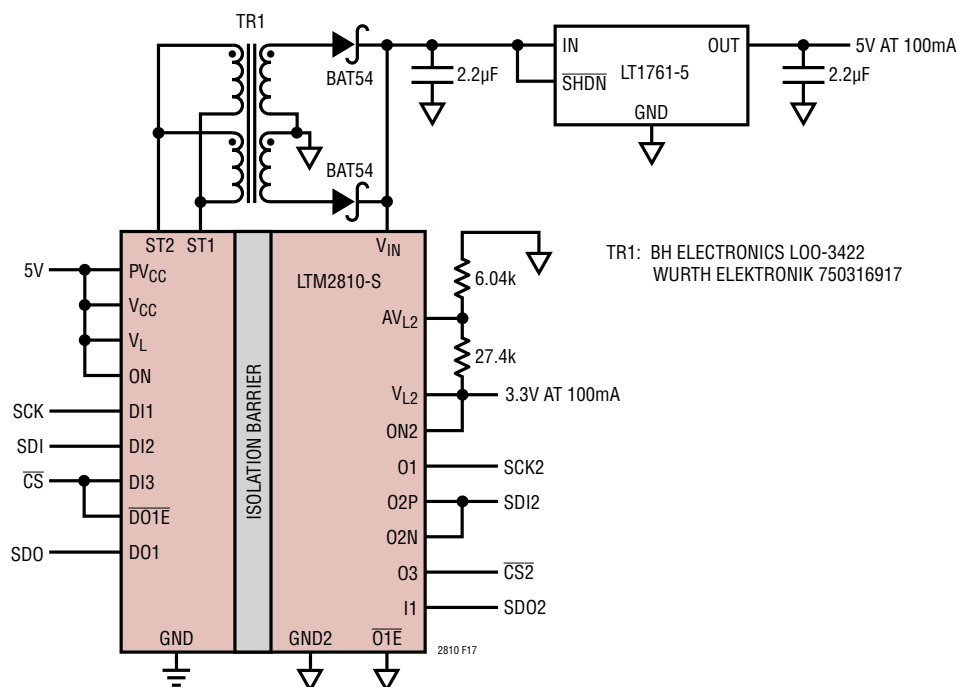 TR1
BAT54
2.2µF
IN
OUT
LT1761-5
SHDN
GND
5V AT 100mA
2.2µF
BAT54
ST2
ST1
VIN
LTM2810-S
TR1: BH ELECTRONICS LOO-3422
WURTH ELEKTRONIK 750316917
5V
PVCC
VCC
VL
ON
SCK
DI1
SDI
DI2
CS
DI3
DO1E
SDO
DO1
GND
ISOLATION BARRIER
6.04k
AVL2
27.4k
VL2
3.3V AT 100mA
ON2
O1
SCK2
O2P
SDI2
O2N
O3
CS2
I1
SDO2
GND2
O1E
2810 F17